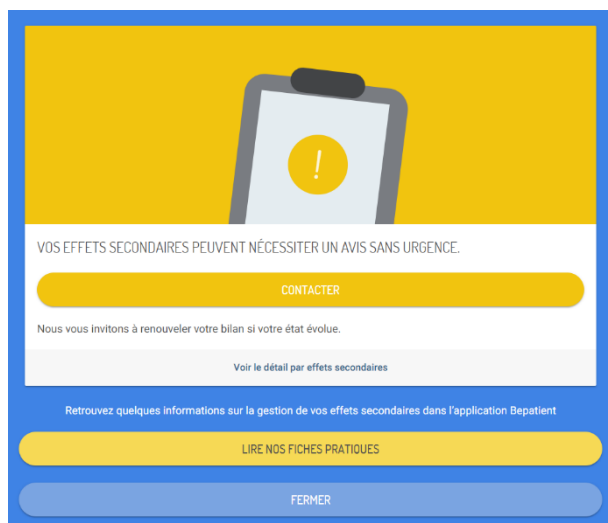 !
VOS EFFETS SECONDAIRES PEUVENT NÉCESSITER UN AVIS SANS URGENCE.
CONTACTER
Nous vous invitons à renouveler votre bilan si votre état évolue.
Voir le détail par effets secondaires
Retrouvez quelques informations sur la gestion de vos effets secondaires dans l'application Bepatient
LIRE NOS FICHES PRATIQUES
FERMER